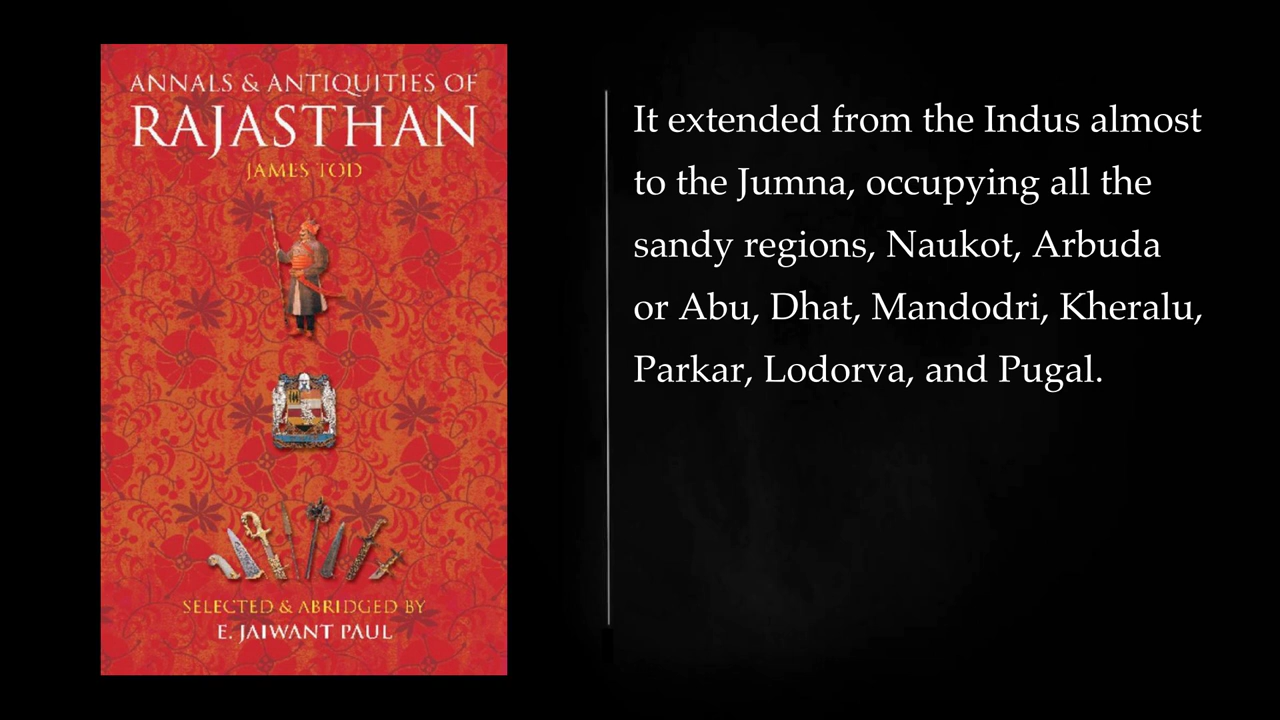 ANNALS & ANTIQUITIES OF
RAJASTHAN
JAMES TOD
SELECTED & ABRIDGED BY
E. JAIWANT PAUL
It extended from the Indus almost
to the Jumna, occupying all the
sandy regions, Naukot, Arbuda
or Abu, Dhat, Mandodri, Kheralu,
Parkar, Lodorva, and Pugal.